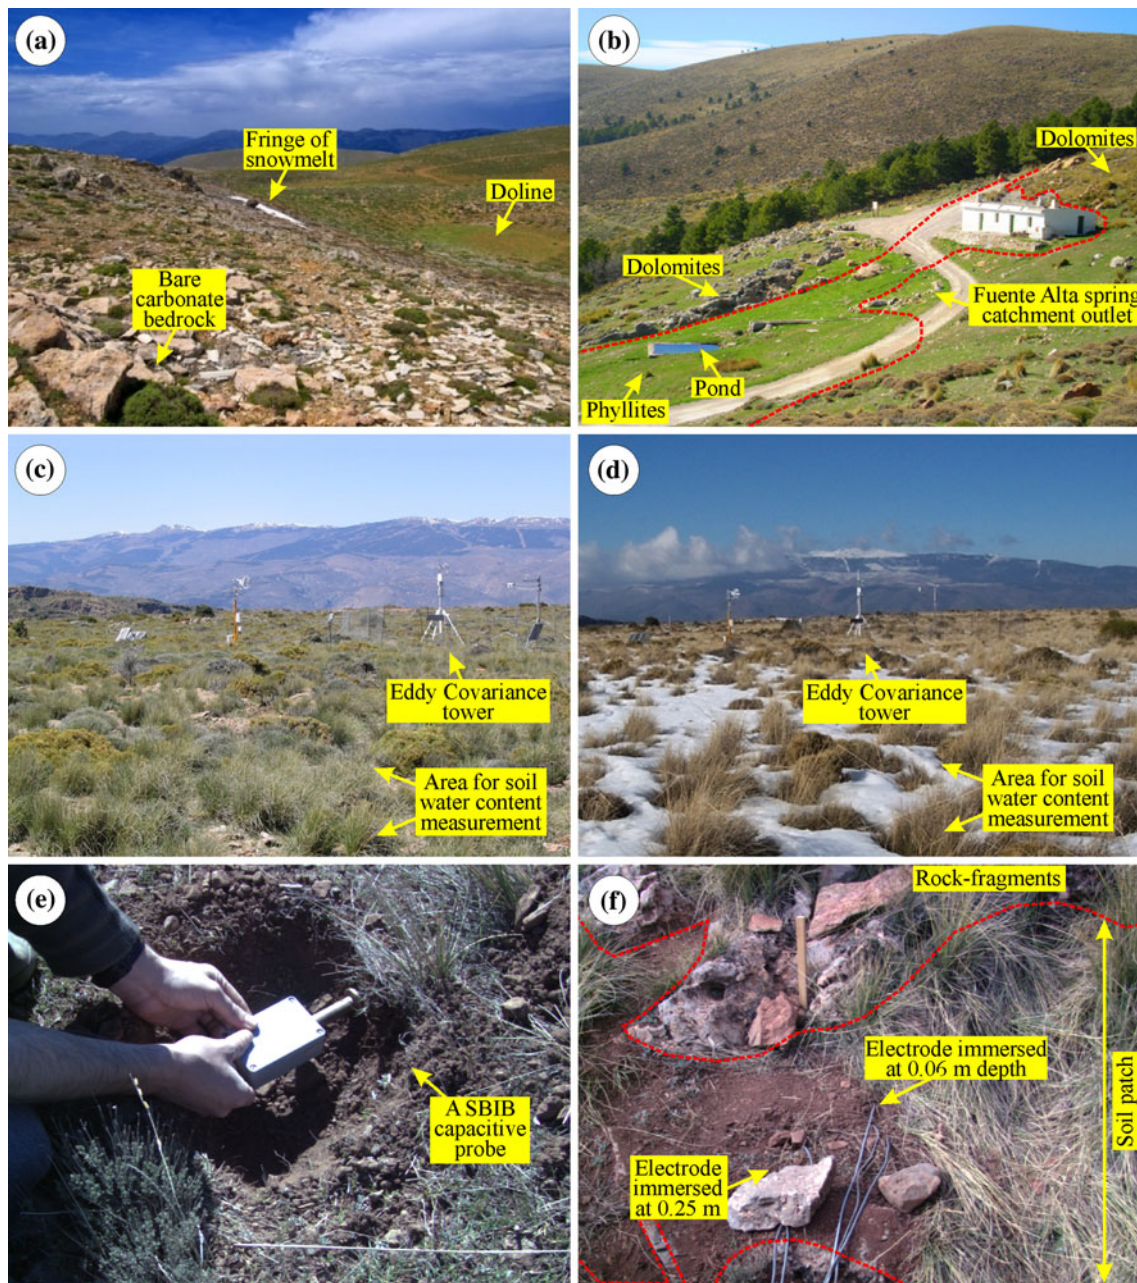 (a)
Fringe of
snowmelt
Doline
Bare
carbonate
bedrock
(b)
Dolomites
Dolomites
Fuente Alta spring
catchment outlet
Pond
Phyllites
(c)
Eddy Covariance
tower
Area for soil
water content
measurement
(d)
Eddy Covariance
tower
Area for soil
water content
measurement
(e)
A SBIB
capacitive
probe
(f)
Rock-fragments
Electrode immersed
at 0.06 m depth
Soil patch
Electrode
immersed
at 0.25 m